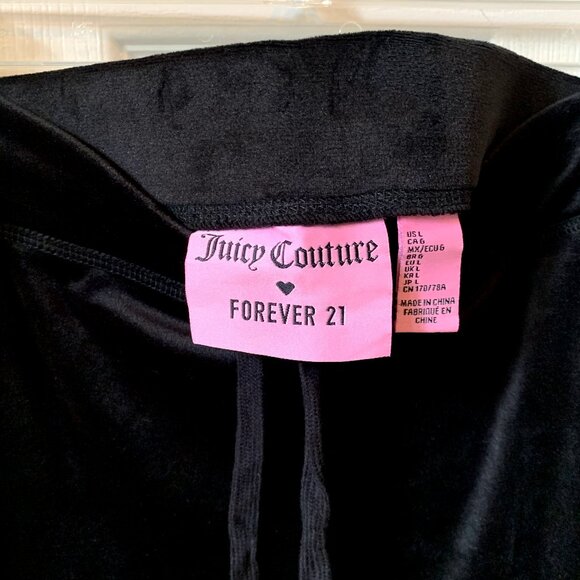 Juicy Couture
FOREVER 21
US L
CA G
MX/ECU G
BR G
EU L
UK L
KR L
JP L
CN 170/78A
MADE IN CHINA
FABRIQUÉ EN
CHINE